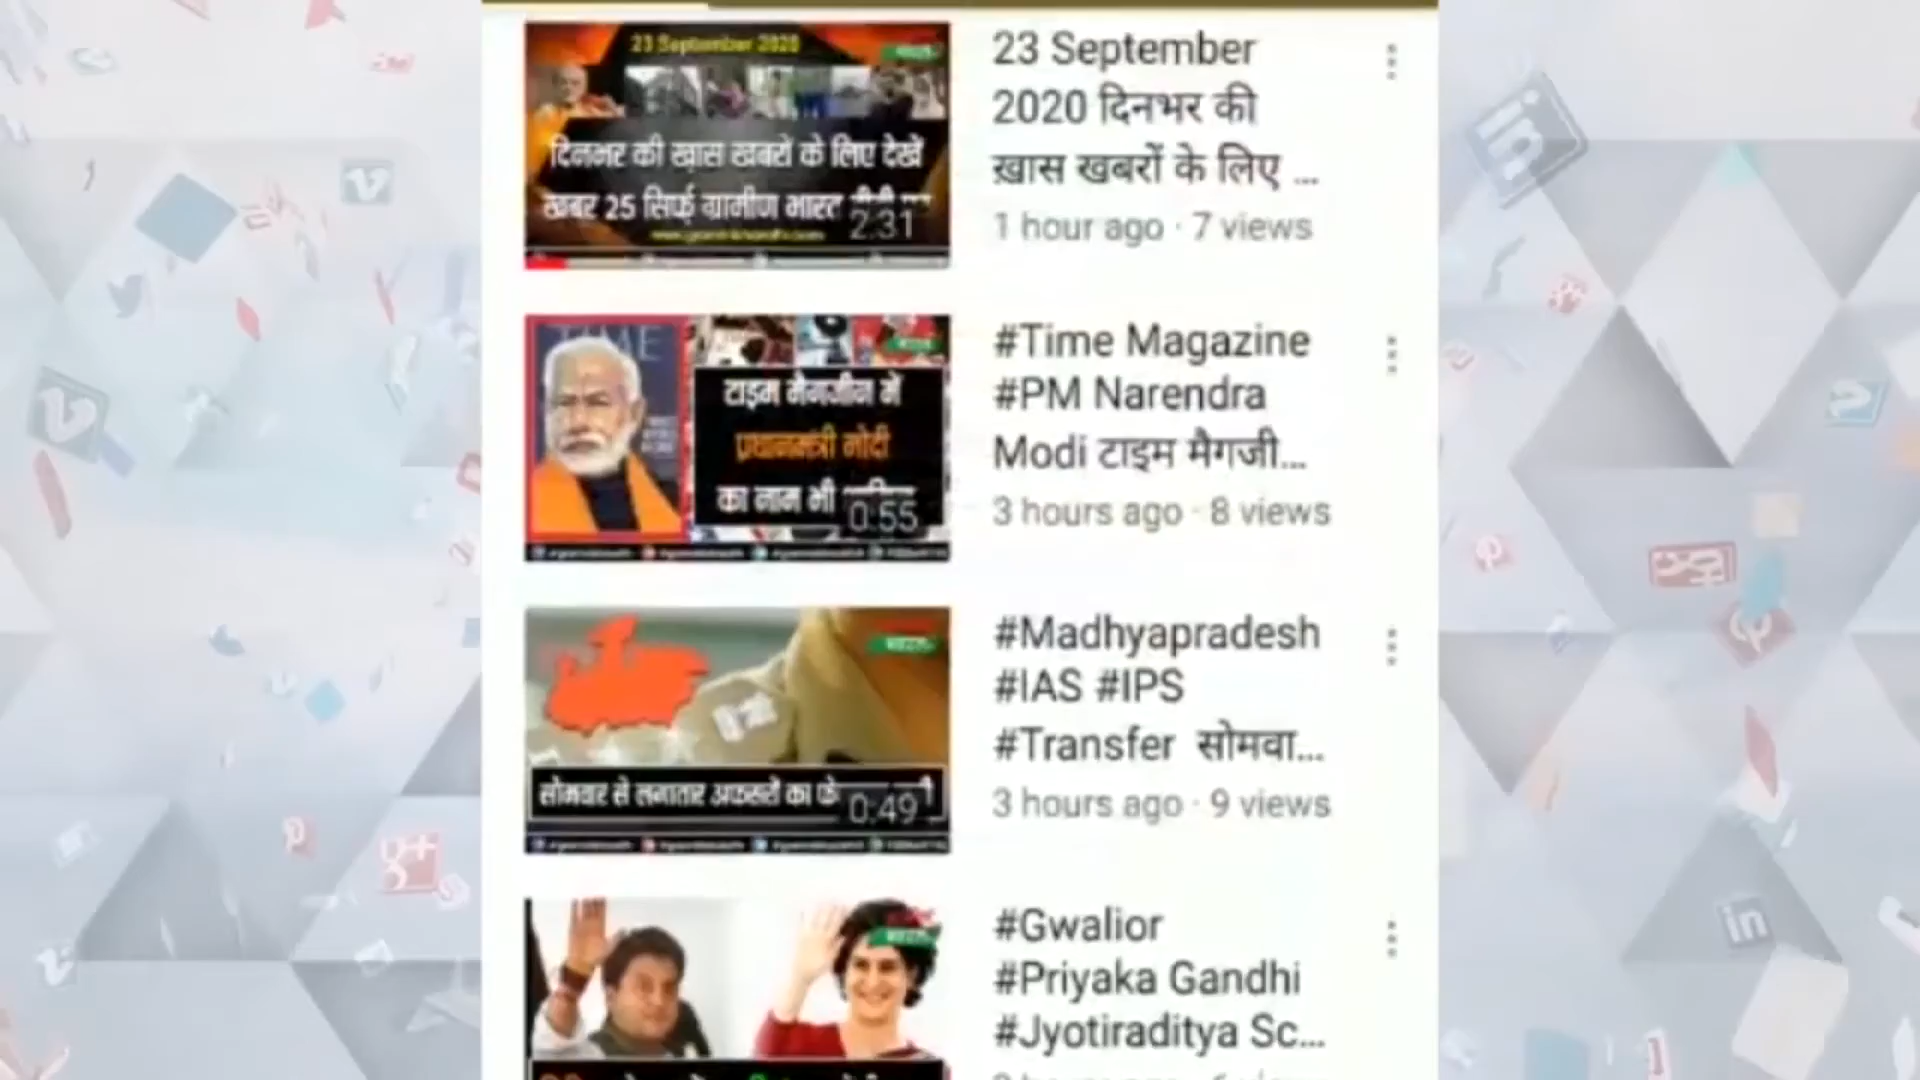 23 September 2020
दिनभर की ख़ास खबरों के लिए देखें
खबर 25 सिर्फ् ग्रामीण भारत
2:31
23 September
2020 दिनभर की
ख़ास खबरों के लिए ...
1 hour ago · 7 views
TIME
टाइम मैगजीन में
प्रधानमंत्री मोदी
का नाम भी
0:55
#Time Magazine
#PM Narendra
Modi टाइम मैगजी...
3 hours ago · 8 views
सोमवार से लगातार अफसरों का फे
0:49
#Madhyapradesh
#IAS #IPS
#Transfer सोमवा...
3 hours ago · 9 views
#Gwalior
#Priyaka Gandhi
#Jyotiraditya Sc...